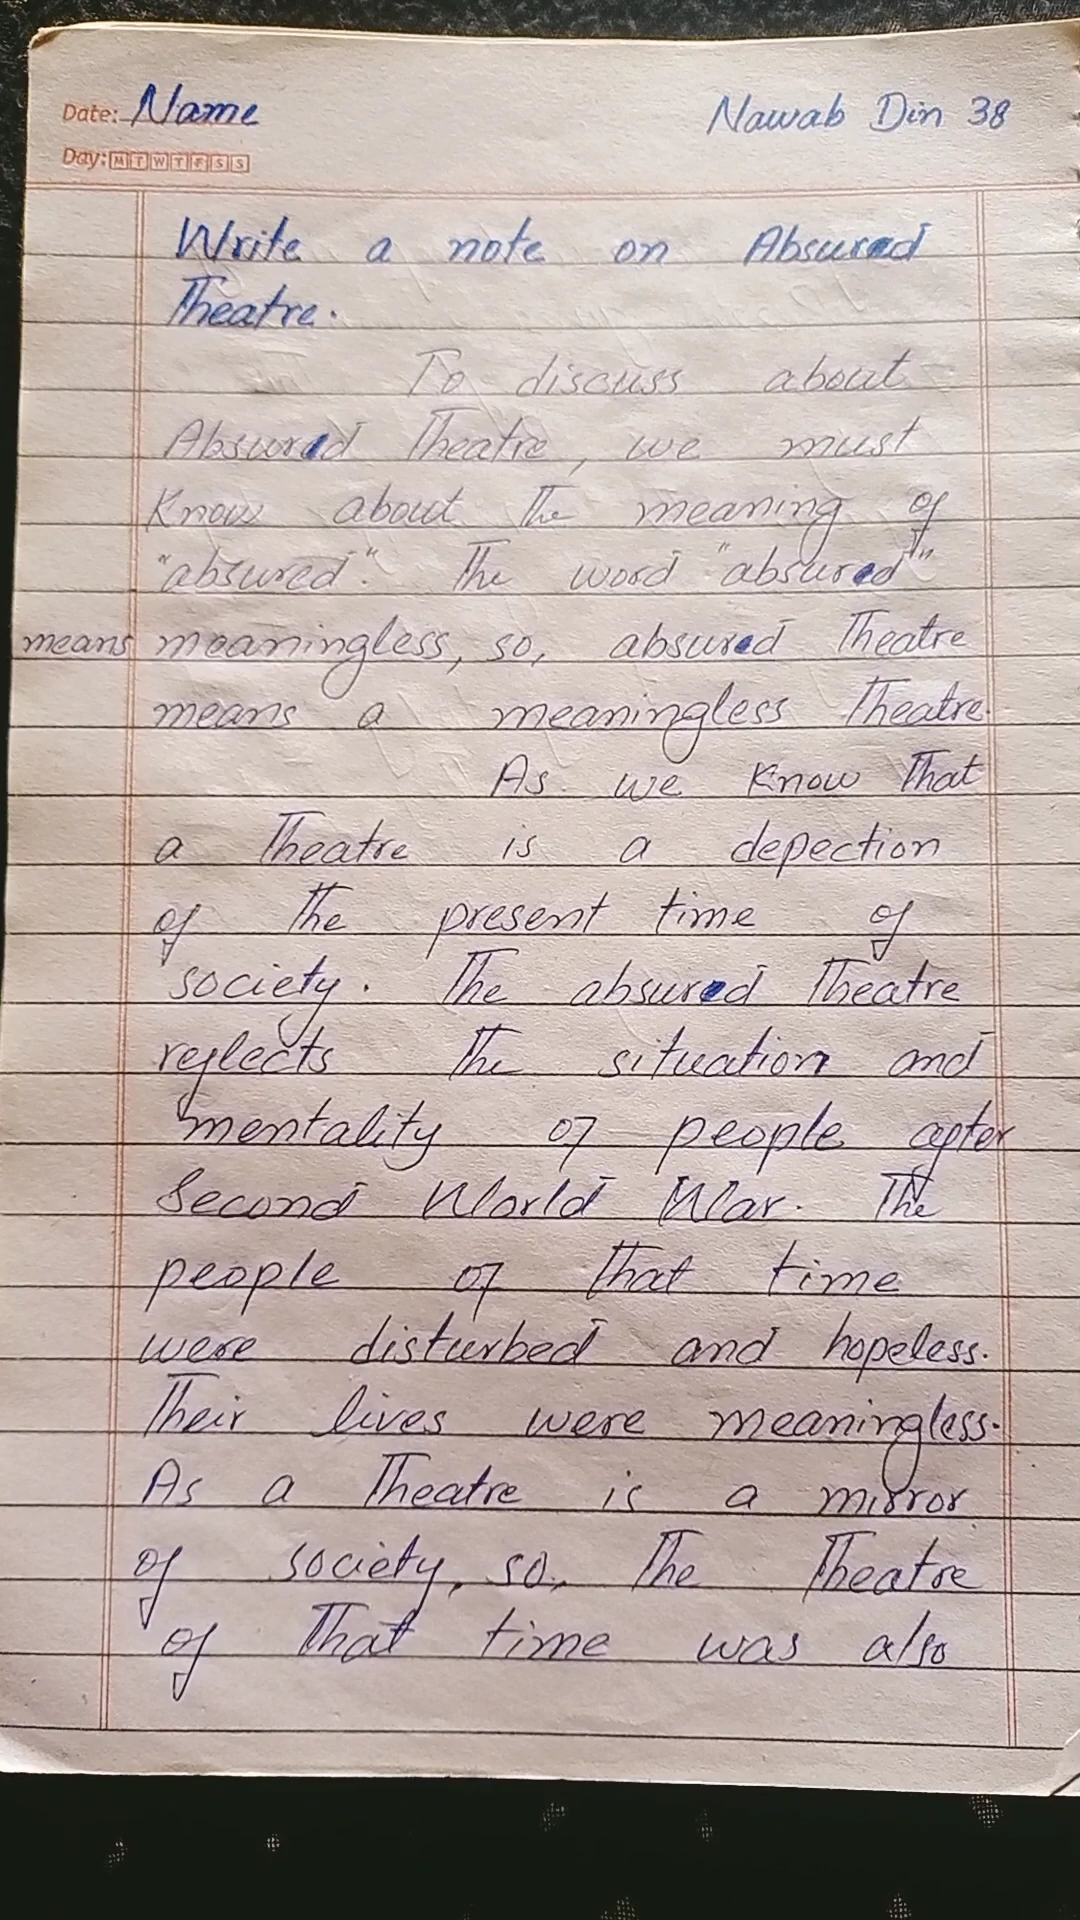 Date: Name Nawab Din 38
Day: M T W T F S S
Write a note on Absured
Theatre.
To discuss about
Absured Theatre, we must
Know about the meaning of
"absured". The word "absured"
means meaningless, so, absured Theatre
means a meaningless Theatre.
As we Know That
a Theatre is a depection
of the present time of
society. The absured Theatre
reflects The situation and
mentality of people after
Second World War. The
people of that time
were disturbed and hopeless.
Their lives were meaningless.
As a Theatre is a mirror
of society, so, The Theatre
of That time was also